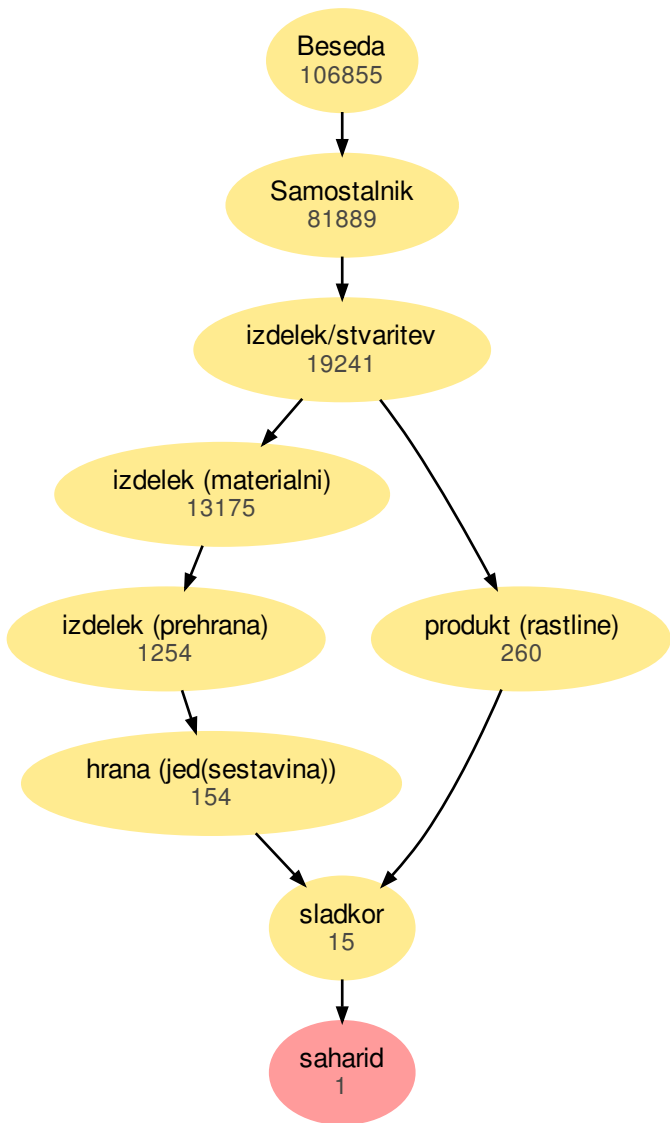 Beseda
106855
Samostalnik
81889
izdelek/stvaritev
19241
izdelek (materialni)
13175
izdelek (prehrana)
1254
produkt (rastline)
260
hrana (jed(sestavina))
154
sladkor
15
saharid
1